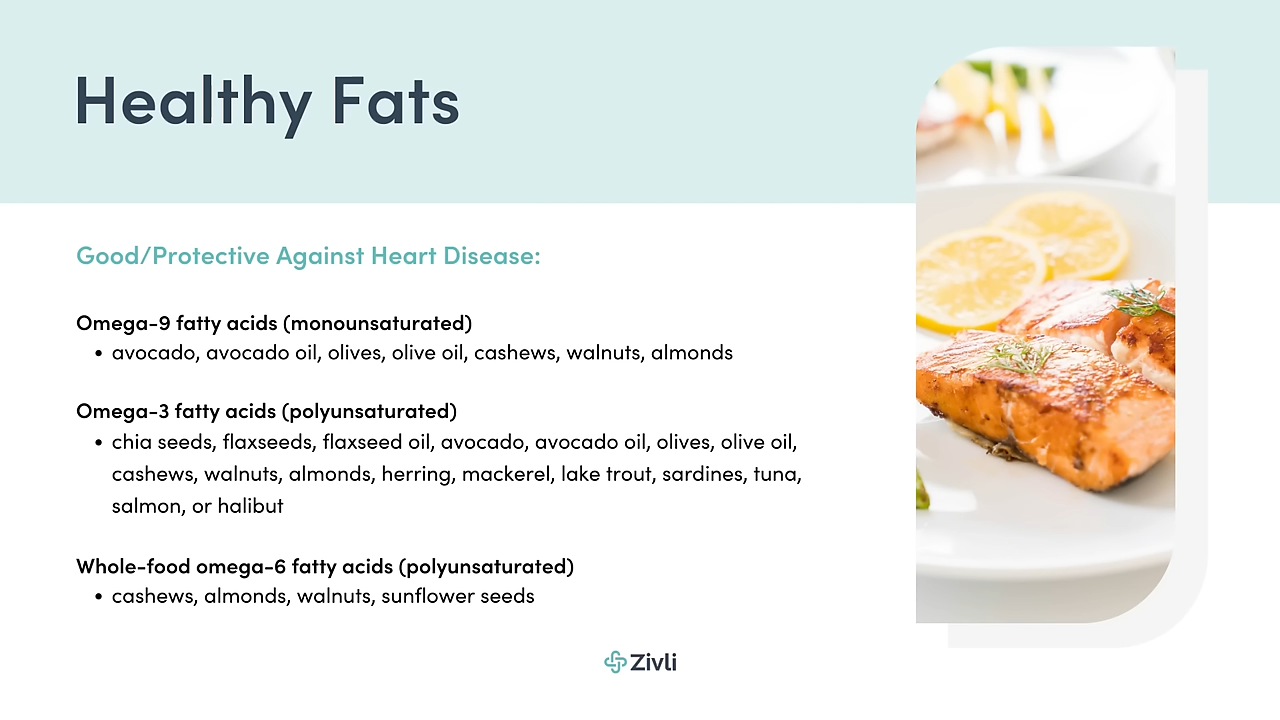 Healthy Fats
Good/Protective Against Heart Disease:
Omega-9 fatty acids (monounsaturated)
• avocado, avocado oil, olives, olive oil, cashews, walnuts, almonds
Omega-3 fatty acids (polyunsaturated)
• chia seeds, flaxseeds, flaxseed oil, avocado, avocado oil, olives, olive oil,
cashews, walnuts, almonds, herring, mackerel, lake trout, sardines, tuna,
salmon, or halibut
Whole-food omega-6 fatty acids (polyunsaturated)
• cashews, almonds, walnuts, sunflower seeds
Zivli